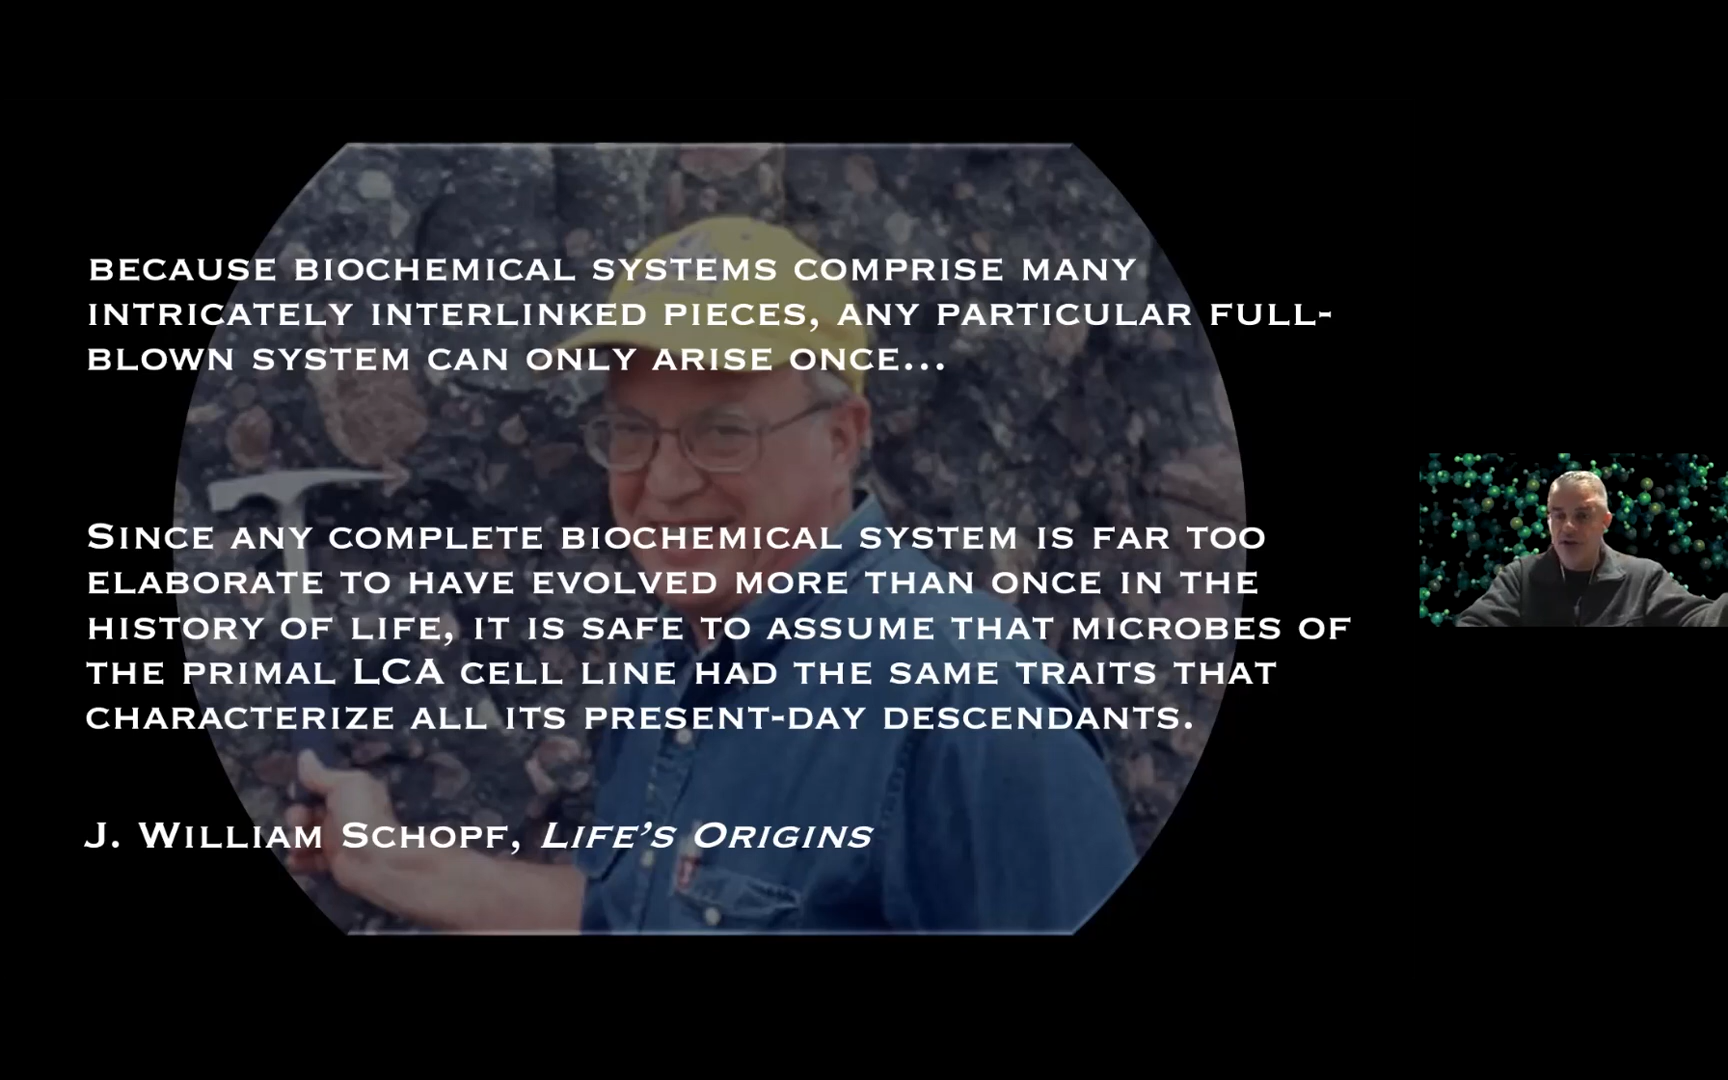 BECAUSE BIOCHEMICAL SYSTEMS COMPRISE MANY
INTRICATELY INTERLINKED PIECES, ANY PARTICULAR FULL-
BLOWN SYSTEM CAN ONLY ARISE ONCE...
SINCE ANY COMPLETE BIOCHEMICAL SYSTEM IS FAR TOO
ELABORATE TO HAVE EVOLVED MORE THAN ONCE IN THE
HISTORY OF LIFE, IT IS SAFE TO ASSUME THAT MICROBES OF
THE PRIMAL LCA CELL LINE HAD THE SAME TRAITS THAT
CHARACTERIZE ALL ITS PRESENT-DAY DESCENDANTS.
J. WILLIAM SCHOPF, LIFE'S ORIGINS